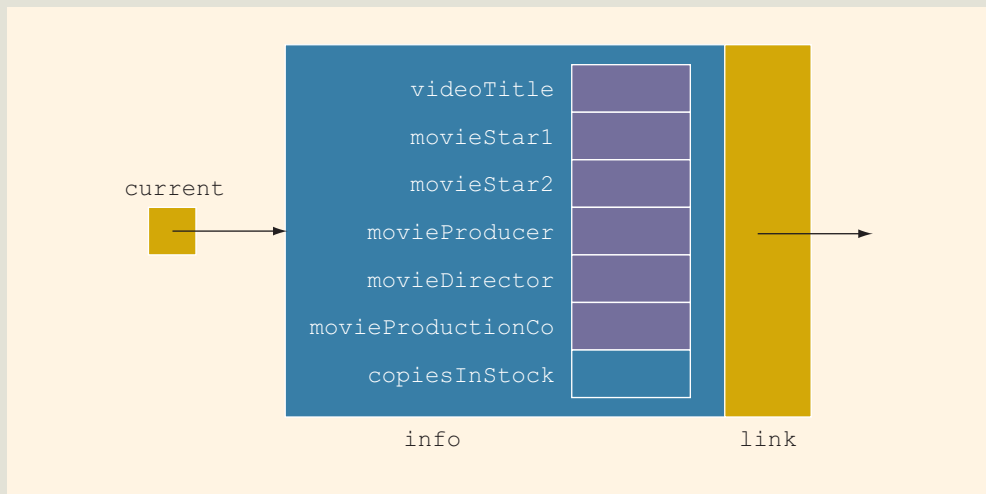 videoTitle
movieStar1
movieStar2
current
movieProducer
movieDirector
movieProductionCo
copiesInStock
info link